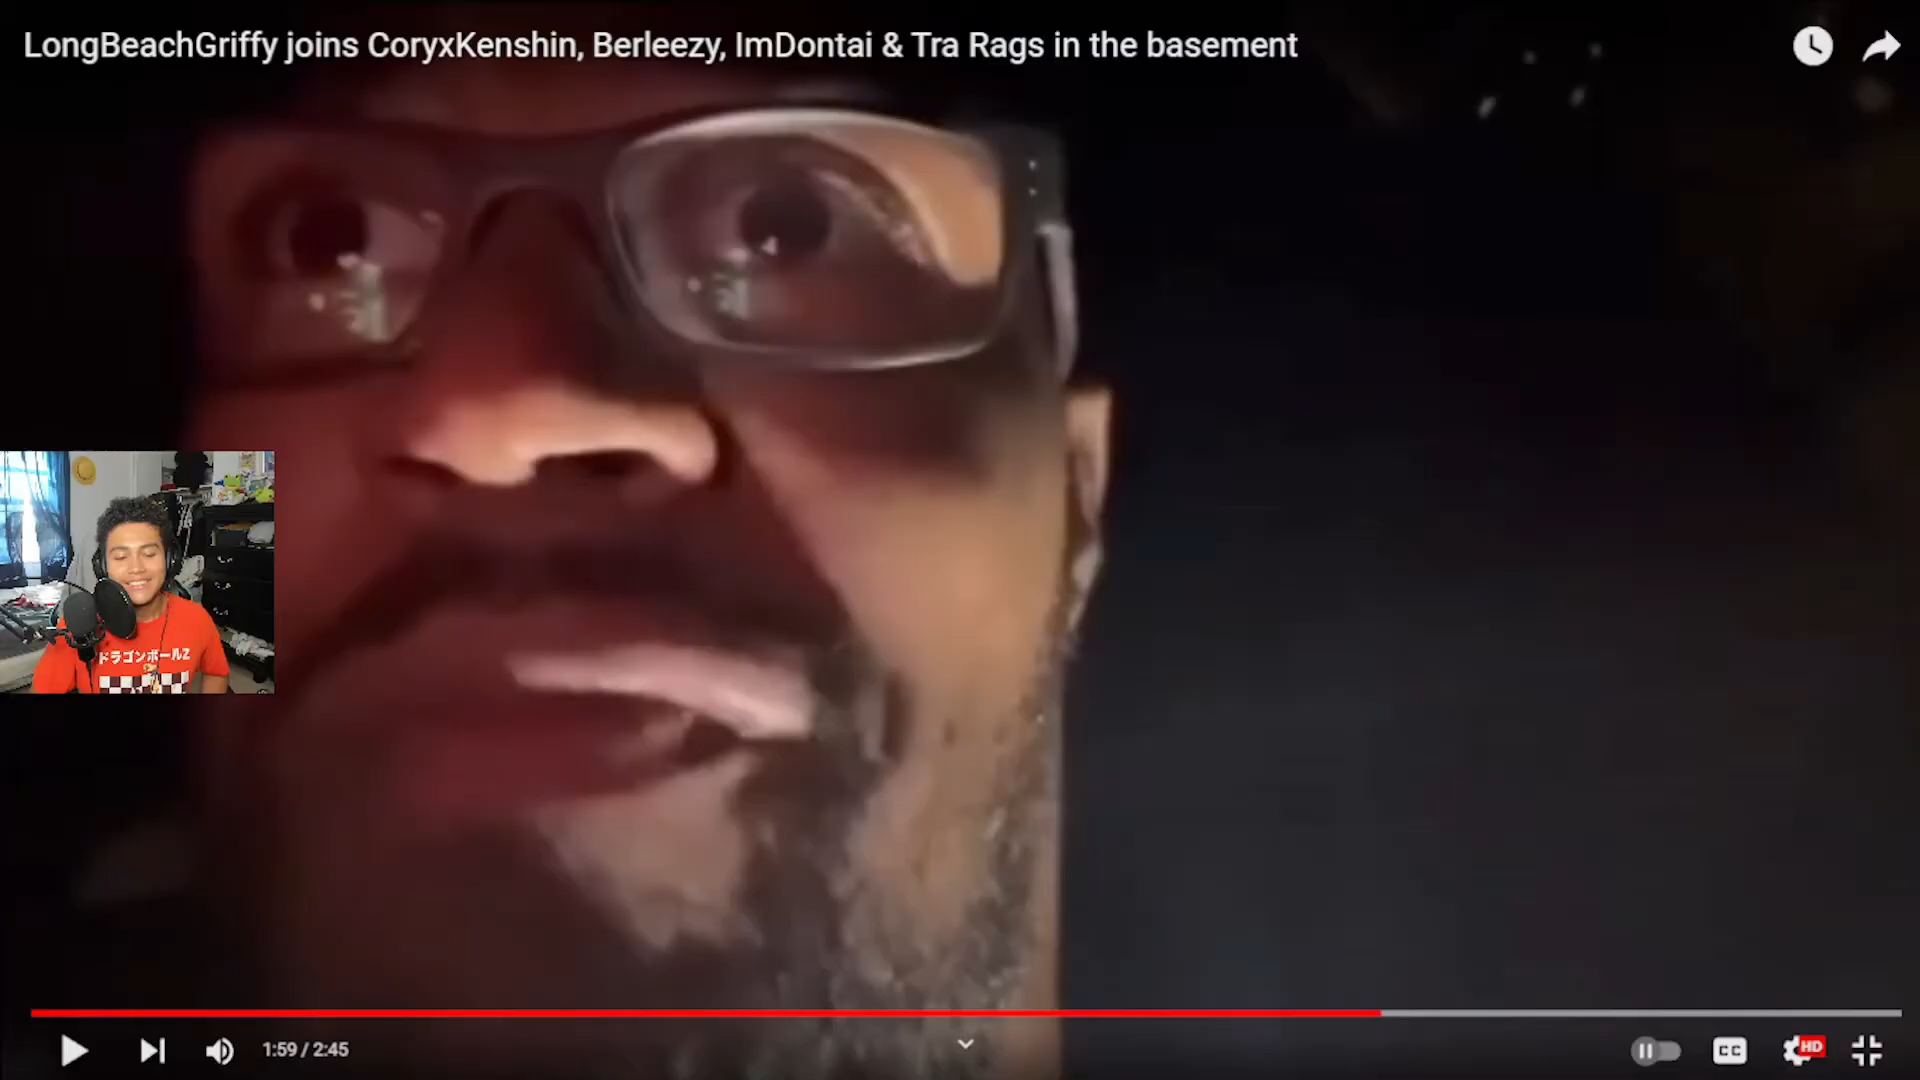 LongBeachGriffy joins CoryxKenshin, Berleezy, ImDontai & Tra Rags in the basement
ドラゴンボールZ
1:59 / 2:45
CC
HD